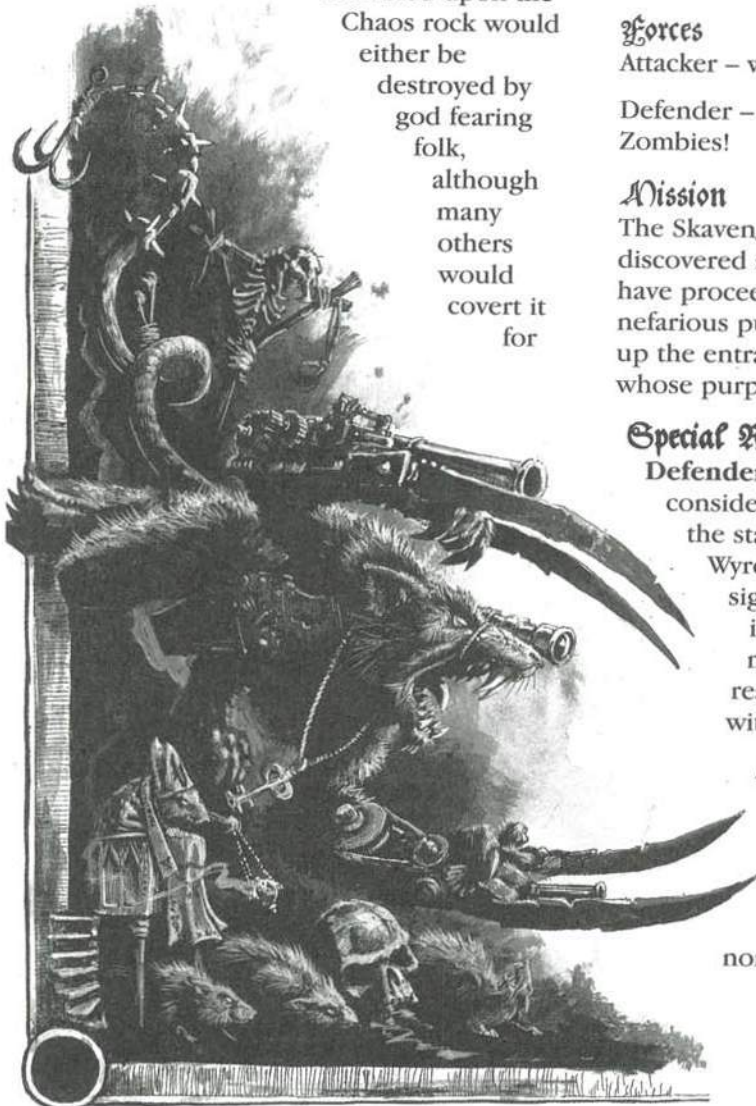 Chaos rock would
either be
destroyed by
god fearing
folk,
although
many
others
would
covert it
for
Forces
Attacker –
Defender –
Zombies!
Mission
The Skaven
discovered
have procee
nefarious pu
up the entra
whose purp
Special
Defender
conside
the sta
Wyr
sig
i
re
wi
no